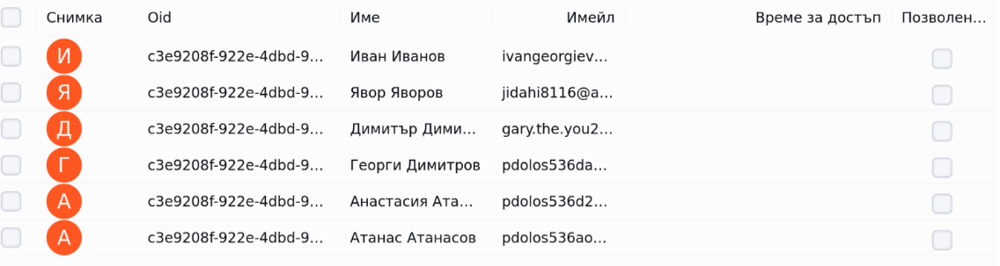 Снимка Oid Име Имейл Време за достъп Позволен...
И c3e9208f-922e-4dbd-9... Иван Иванов ivangeorgiev...
Я c3e9208f-922e-4dbd-9... Явор Яворов jidahi8116@a...
Д c3e9208f-922e-4dbd-9... Димитър Дими... gary.the.you2...
Г c3e9208f-922e-4dbd-9... Георги Димитров pdolos536da...
А c3e9208f-922e-4dbd-9... Анастасия Ата... pdolos536d2...
А c3e9208f-922e-4dbd-9... Атанас Атанасов pdolos536ao...